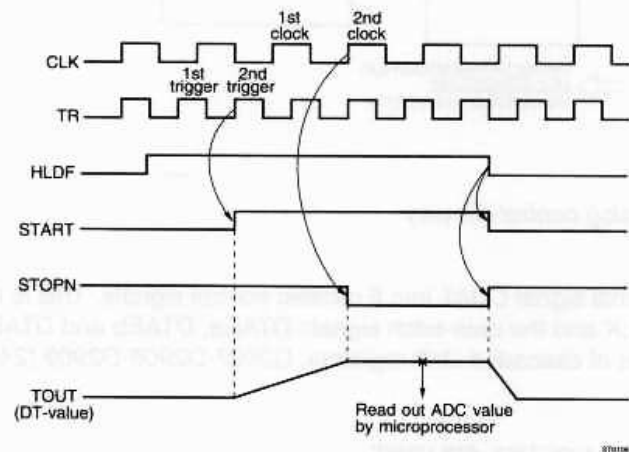 1st
clock
2nd
clock
CLK
1st
trigger
2nd
trigger
TR
HLDF
START
STOPN
TOUT
(DT-value)
Read out ADC value
by microprocessor